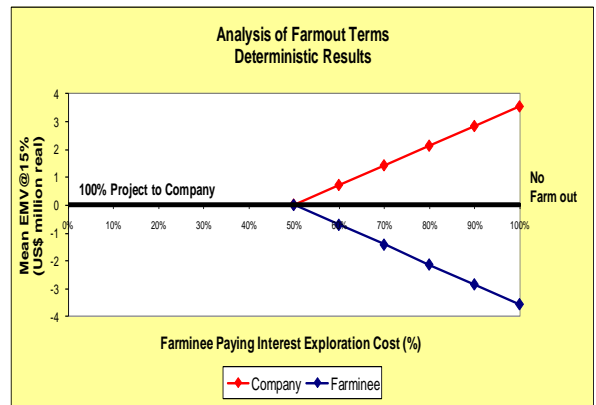 Analysis of Farmout Terms
Deterministic Results
Mean EMV@15%
(US$ million real)
4
3
2
1
0
-1
-2
-3
-4
100% Project to Company
No
Farm out
0% 10% 20% 30% 40% 50% 60% 70% 80% 90% 100%
Farminee Paying Interest Exploration Cost (%)
Company Farminee